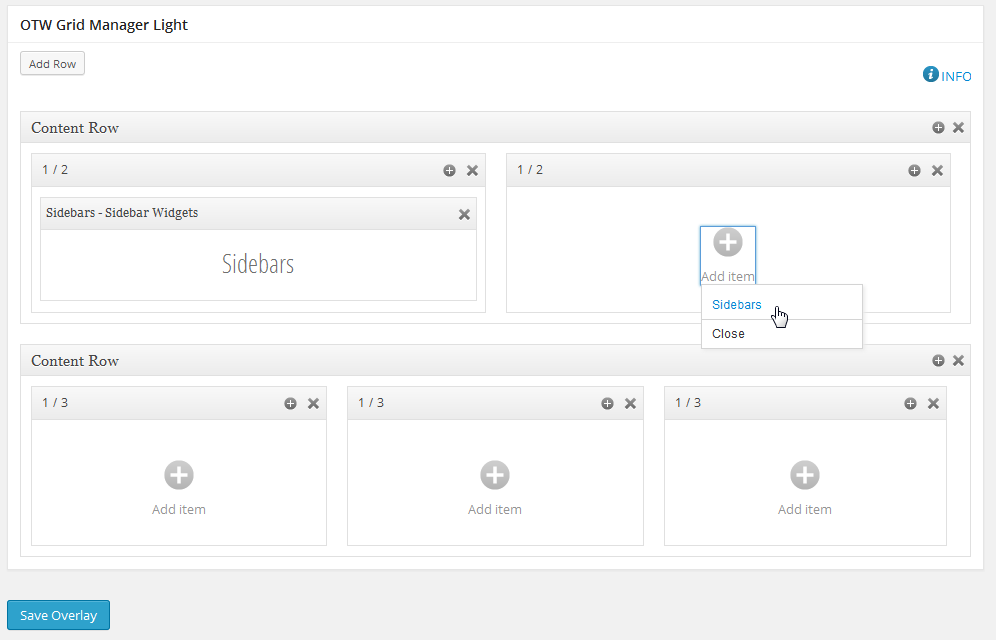 OTW Grid Manager Light
Add Row
INFO
Content Row
1 / 2
1 / 2
Sidebars - Sidebar Widgets
Sidebars
Add item
Sidebars
Close
Content Row
1 / 3
1 / 3
1 / 3
Add item
Add item
Add item
Save Overlay